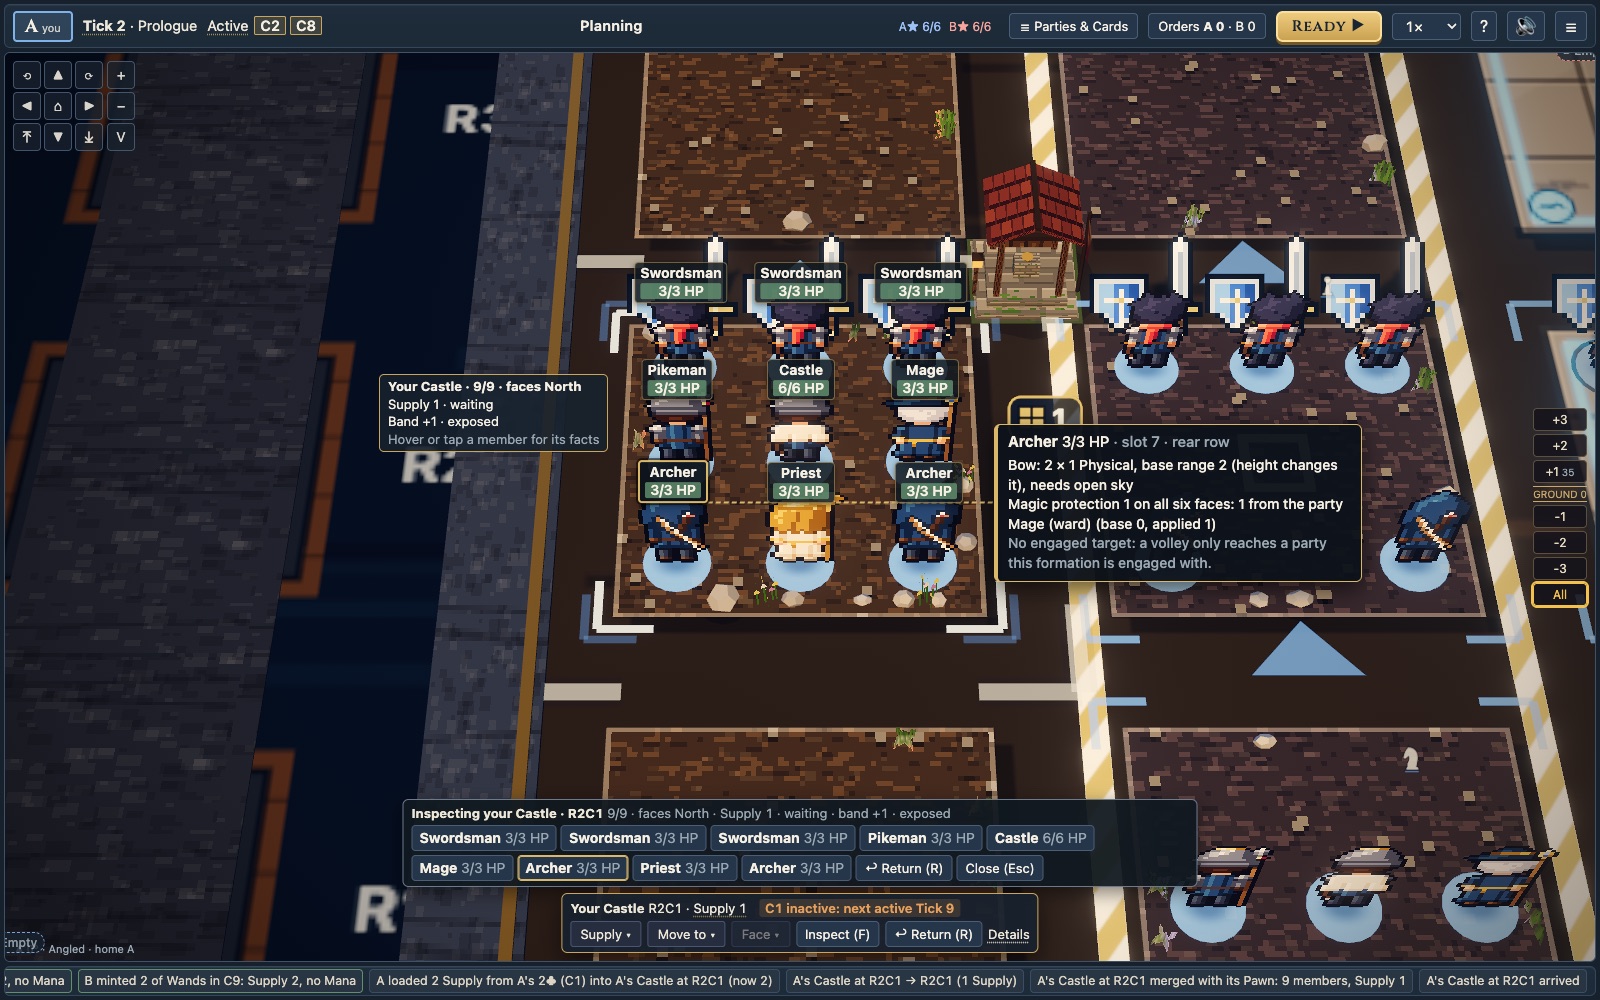 A you
Tick 2 · Prologue Active C2 C8
Planning
A★ 6/6 B★ 6/6
≡ Parties & Cards
Orders A 0 · B 0
READY ▶
1×
?
≡
V
R3
Swordsman
3/3 HP
Swordsman
3/3 HP
Swordsman
3/3 HP
Pikeman
3/3 HP
Castle
6/6 HP
Mage
3/3 HP
Archer
3/3 HP
Priest
3/3 HP
Archer
3/3 HP
Your Castle · 9/9 · faces North
Supply 1 · waiting
Band +1 · exposed
Hover or tap a member for its facts
1
Archer 3/3 HP · slot 7 · rear row
Bow: 2 × 1 Physical, base range 2 (height changes
it), needs open sky
Magic protection 1 on all six faces: 1 from the party
Mage (ward) (base 0, applied 1)
No engaged target: a volley only reaches a party
this formation is engaged with.
+3
+2
+1 35
GROUND 0
-1
-2
-3
All
Inspecting your Castle · R2C1 9/9 · faces North · Supply 1 · waiting · band +1 · exposed
Swordsman 3/3 HP
Swordsman 3/3 HP
Swordsman 3/3 HP
Pikeman 3/3 HP
Castle 6/6 HP
Mage 3/3 HP
Archer 3/3 HP
Priest 3/3 HP
Archer 3/3 HP
↩ Return (R)
Close (Esc)
Your Castle R2C1 · Supply 1 C1 inactive: next active Tick 9
Supply ▾
Move to ▾
Face ▾
Inspect (F)
↩ Return (R)
Details
Empty
Angled · home A
, no Mana
B minted 2 of Wands in C9: Supply 2, no Mana
A loaded 2 Supply from A's 2♣ (C1) into A's Castle at R2C1 (now 2)
A's Castle at R2C1 → R2C1 (1 Supply)
A's Castle at R2C1 merged with its Pawn: 9 members, Supply 1
A's Castle at R2C1 arrived